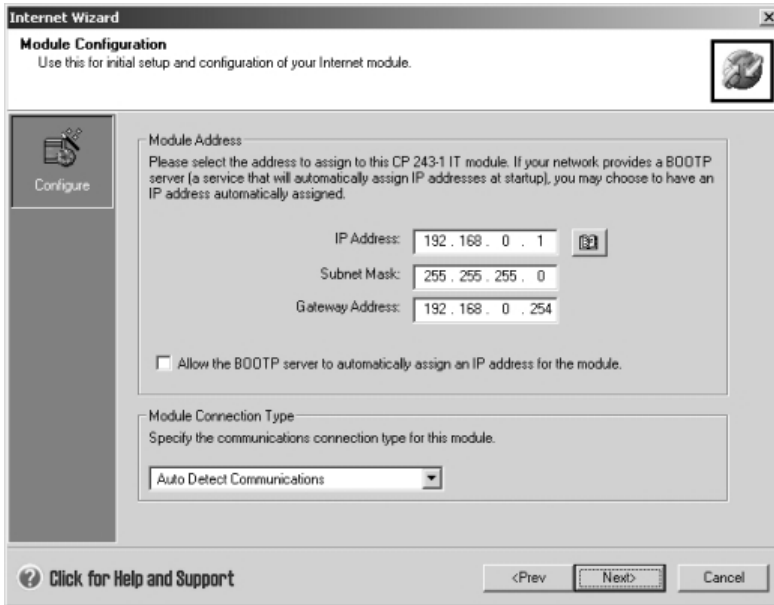 Internet Wizard
Module Configuration
Use this for initial setup and configuration of your Internet module.
Configure
Module Address
Please select the address to assign to this CP 243-1 IT module. If your network provides a BOOTP
server (a service that will automatically assign IP addresses at startup), you may choose to have an
IP address automatically assigned.
IP Address: 192 . 168 . 0 . 1
Subnet Mask: 255 . 255 . 255 . 0
Gateway Address: 192 . 168 . 0 . 254
Allow the BOOTP server to automatically assign an IP address for the module.
Module Connection Type
Specify the communications connection type for this module.
Auto Detect Communications
Click for Help and Support
<Prev
Next>
Cancel